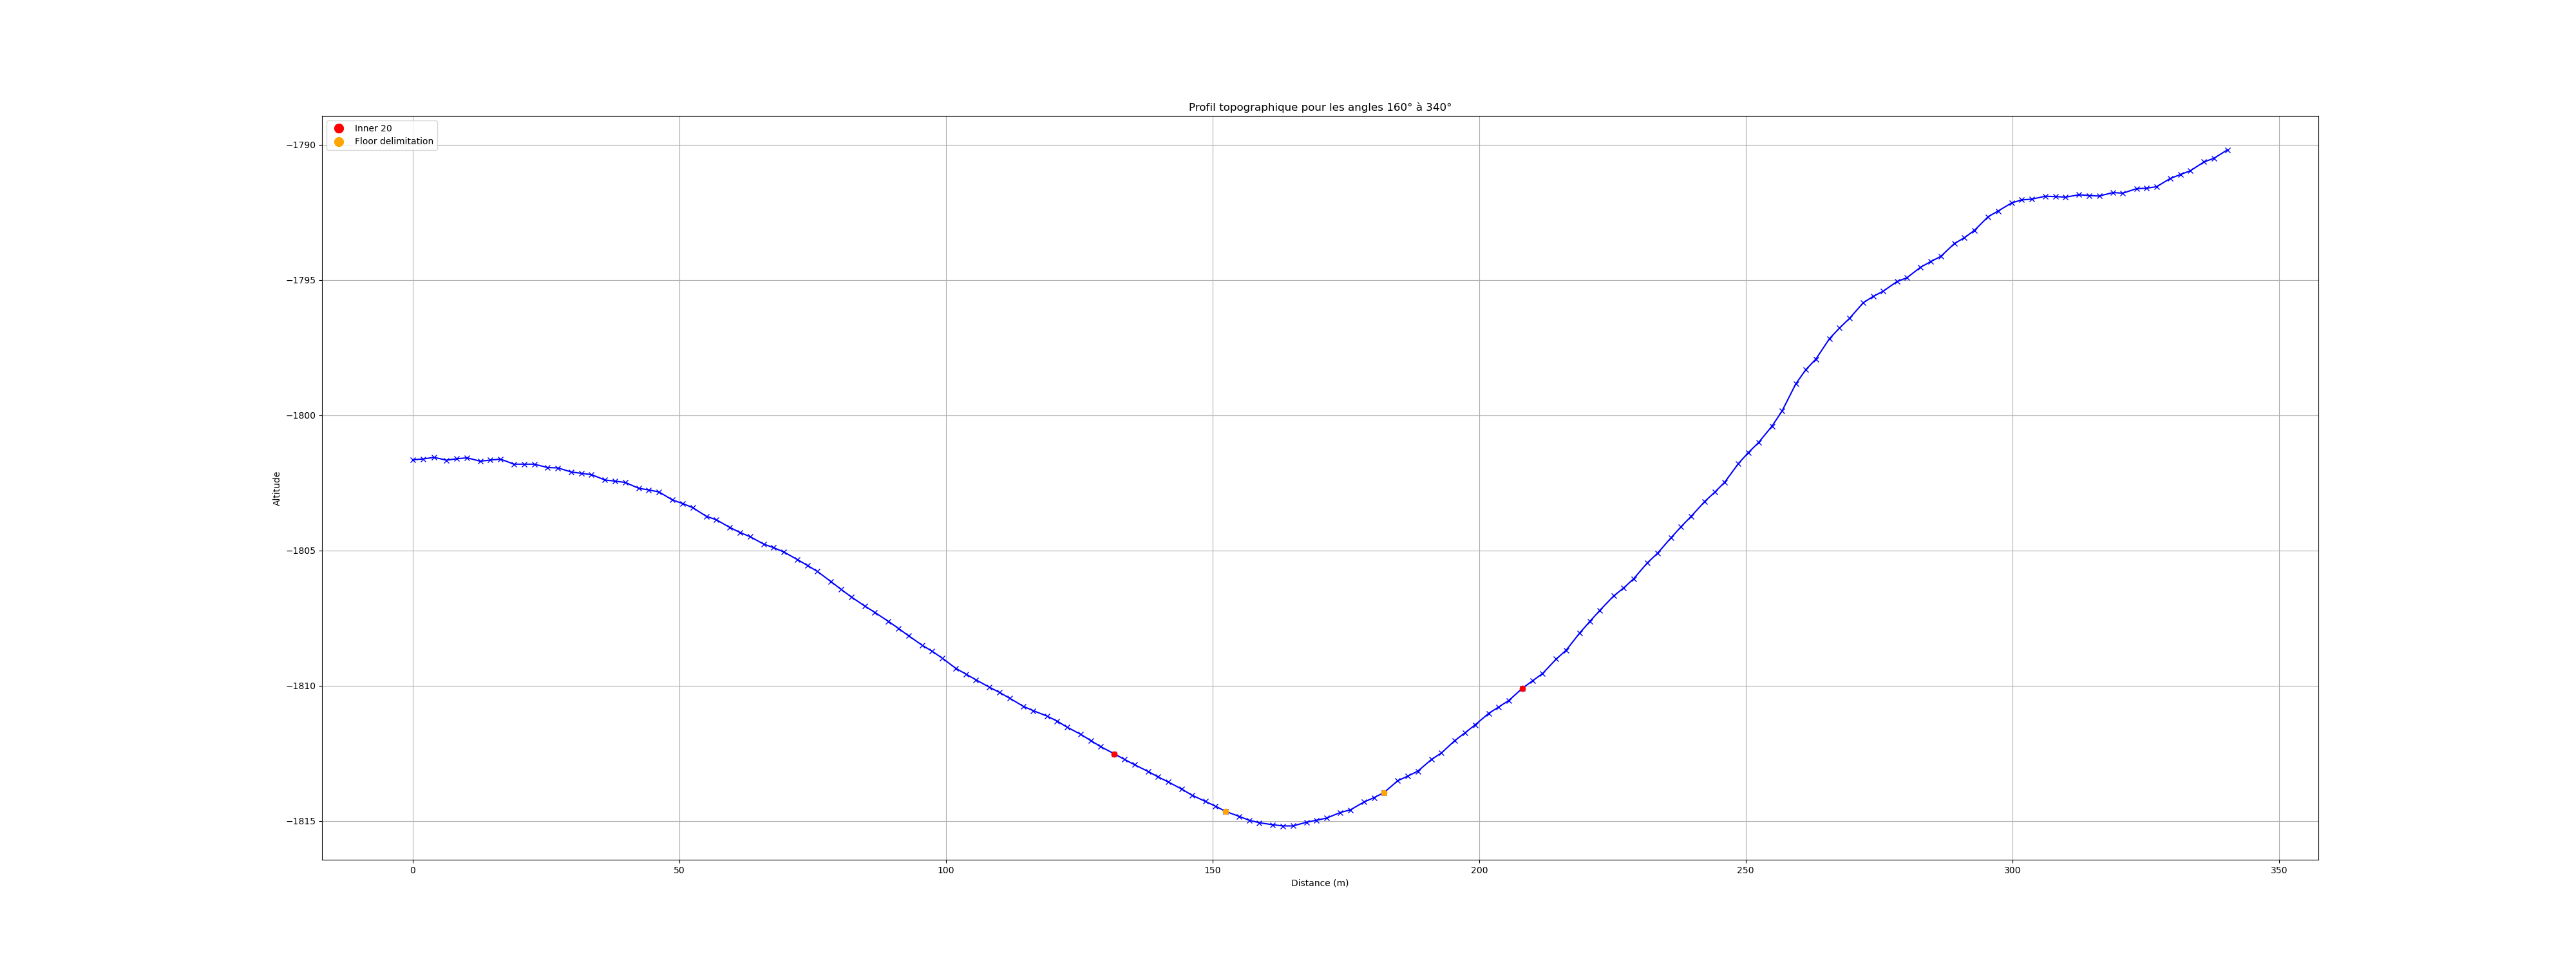 Profil topographique pour les angles 160° à 340°
Inner 20
Floor delimitation
−1790
−1795
−1800
−1805
−1810
−1815
Altitude
0 50 100 150 200 250 300 350
Distance (m)